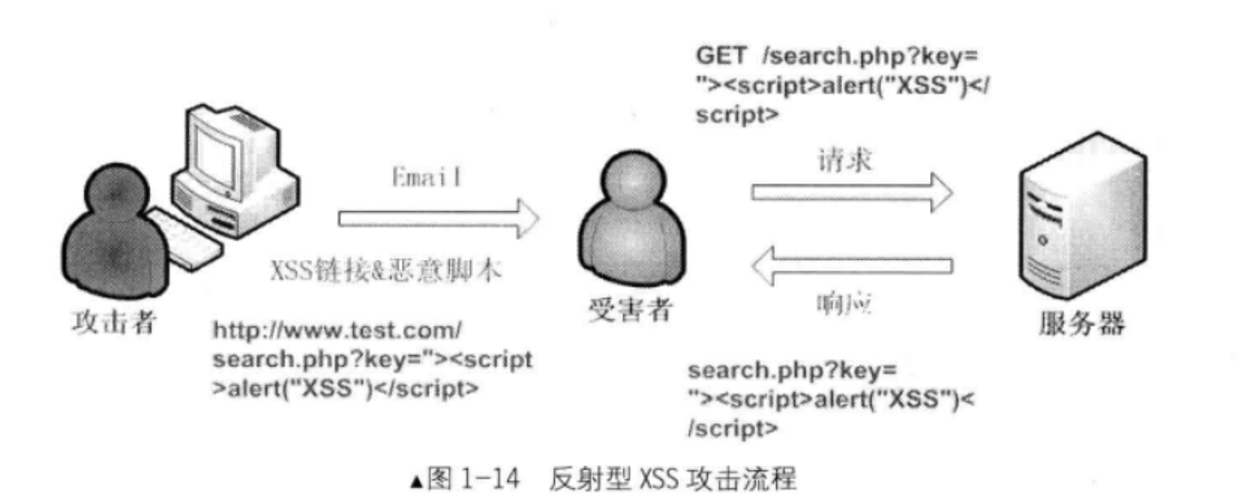 GET /search.php?key=
"><script>alert("XSS")</
script>
请求
Email
XSS链接&恶意脚本
攻击者
http://www.test.com/
search.php?key="><script
>alert("XSS")</script>
受害者
响应
服务器
search.php?key=
"><script>alert("XSS")<
/script>
▲图 1-14 反射型 XSS 攻击流程